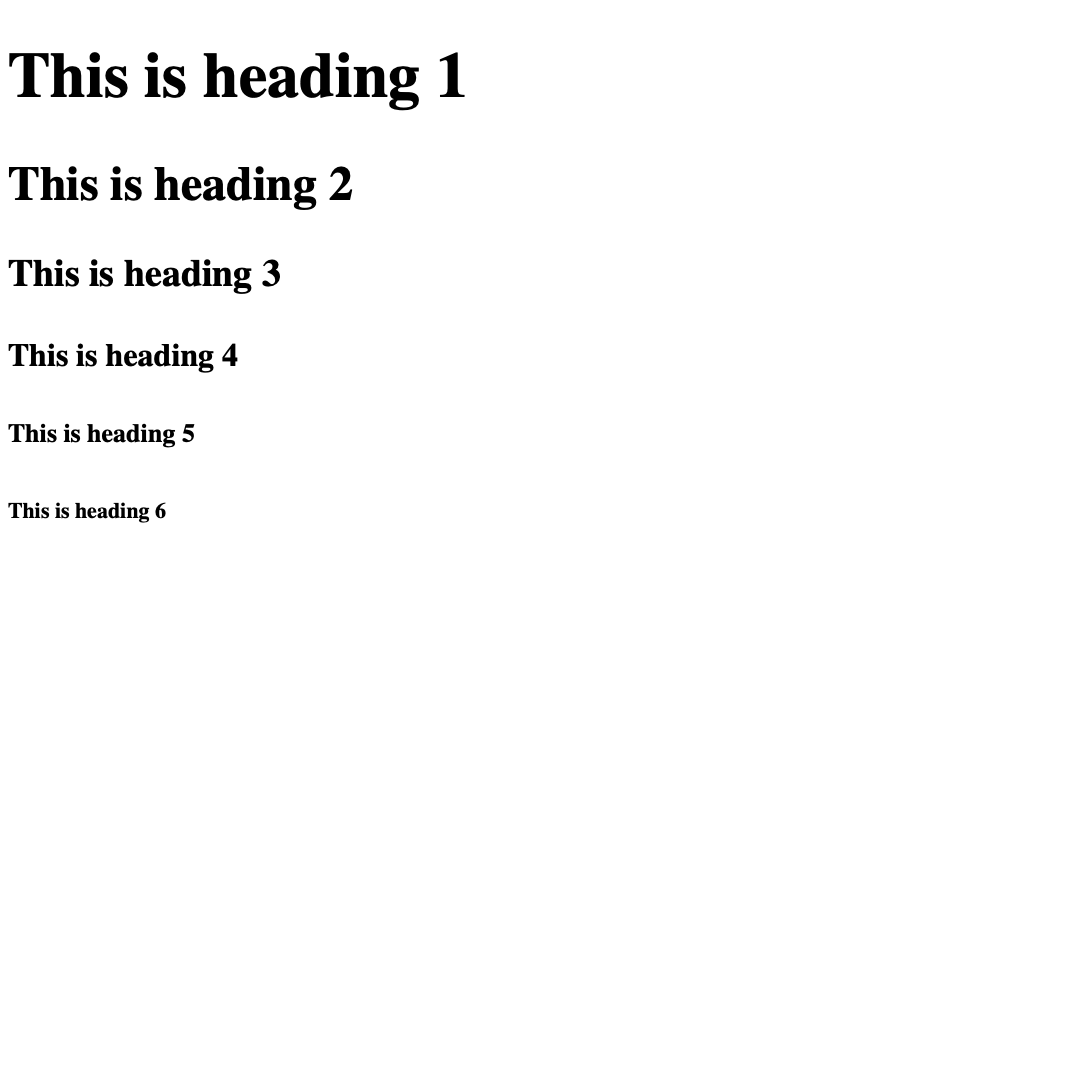 This is heading 1
This is heading 2
This is heading 3
This is heading 4
This is heading 5
This is heading 6